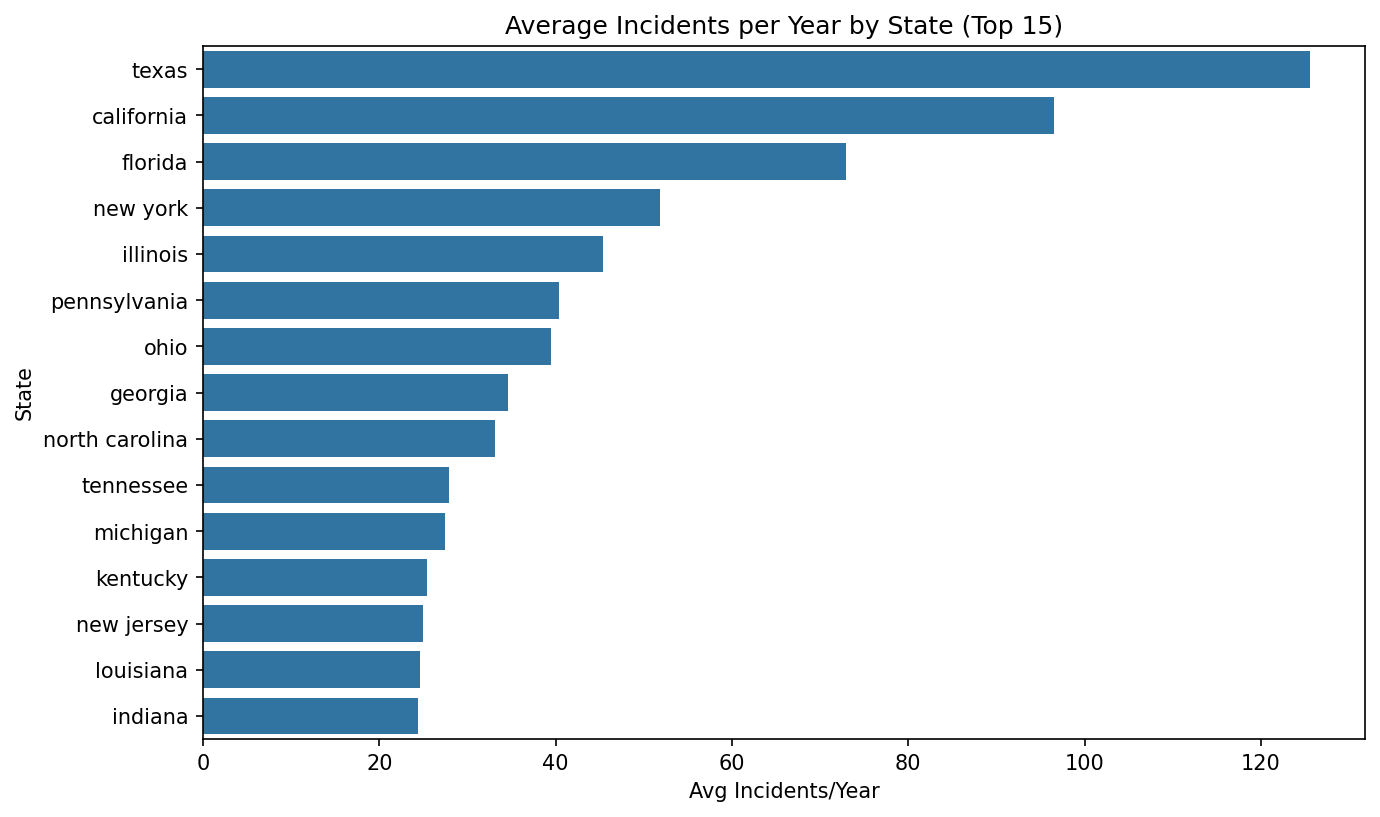 Average Incidents per Year by State (Top 15)
texas
california
florida
new york
illinois
pennsylvania
ohio
georgia
north carolina
tennessee
michigan
kentucky
new jersey
louisiana
indiana
State
0 20 40 60 80 100 120
Avg Incidents/Year